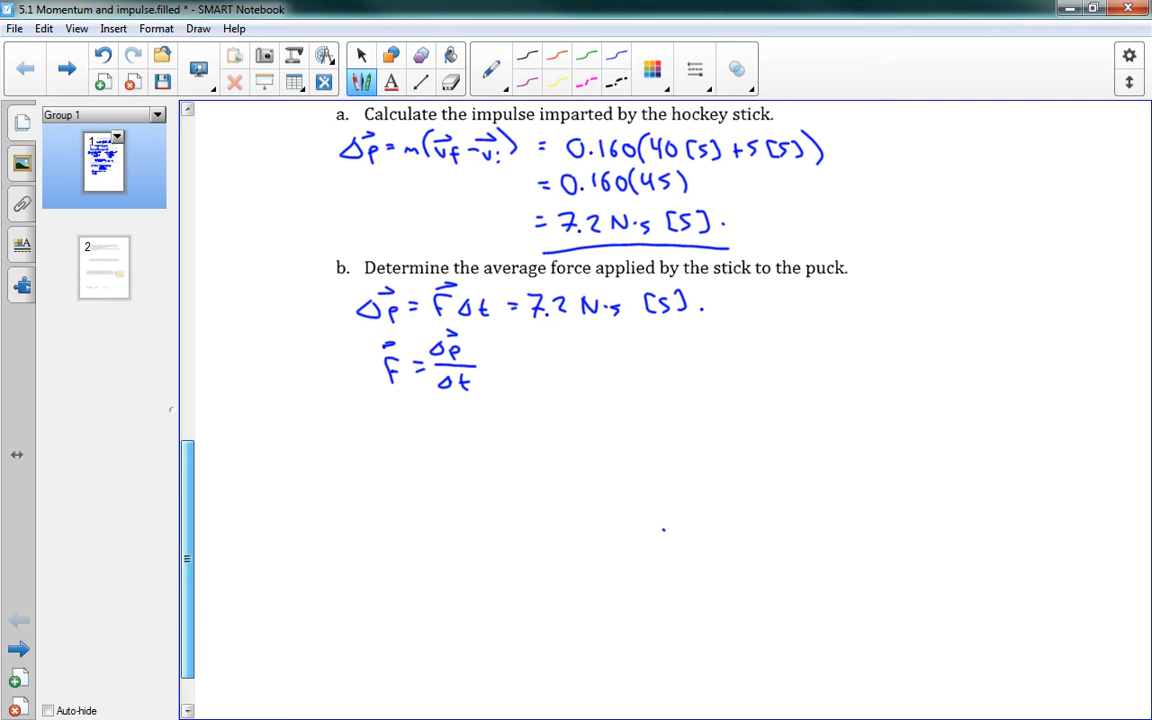 5.1 Momentum and impulse.filled * - SMART Notebook
File Edit View Insert Format Draw Help
Group 1
1
2
a. Calculate the impulse imparted by the hockey stick.
Δp⃗ = m(v⃗f - v⃗i) = 0.160(40 [S] + 5 [S])
= 0.160(45)
= 7.2 N·s [S].
b. Determine the average force applied by the stick to the puck.
Δp⃗ = F⃗ Δt = 7.2 N·s [S].
F⃗ = Δp⃗ / Δt
Auto-hide